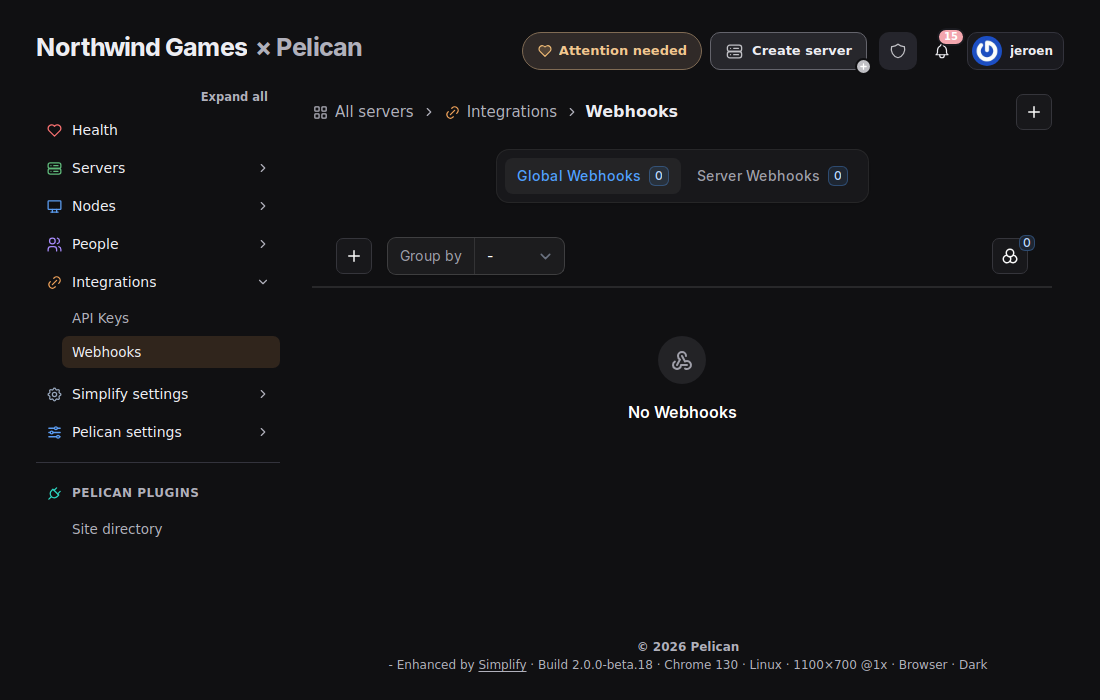 Northwind Games × Pelican
Attention needed
Create server
15
jeroen
Expand all
Health
Servers
Nodes
People
Integrations
API Keys
Webhooks
Simplify settings
Pelican settings
PELICAN PLUGINS
Site directory
All servers > Integrations > Webhooks
Global Webhooks 0 Server Webhooks 0
Group by - 0
No Webhooks
© 2026 Pelican
- Enhanced by Simplify · Build 2.0.0-beta.18 · Chrome 130 · Linux · 1100×700 @1x · Browser · Dark